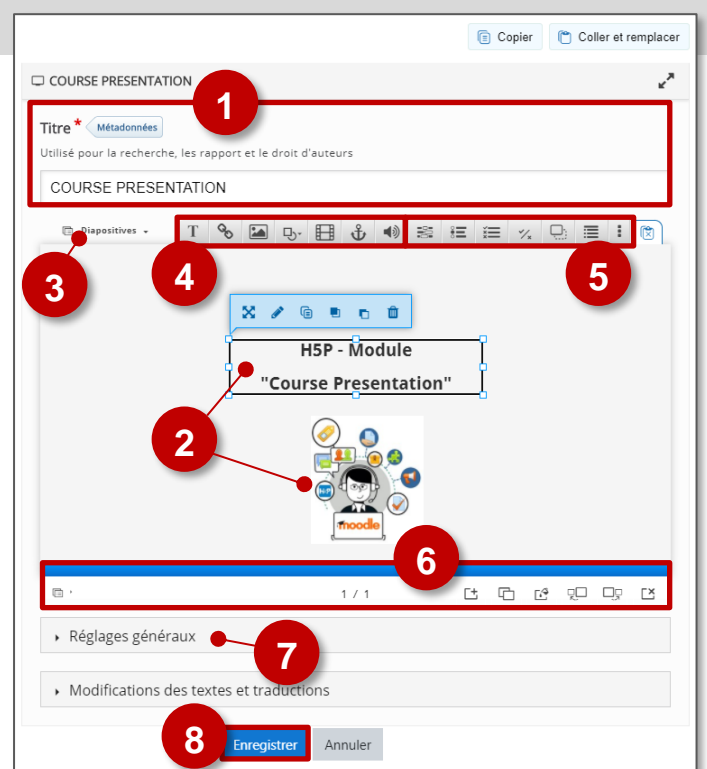 Copier Coller et remplacer
COURSE PRESENTATION
1
Titre * Métadonnées
Utilisé pour la recherche, les rapport et le droit d'auteurs
COURSE PRESENTATION
Diapositives T
3 4 5
H5P - Module
"Course Presentation"
2
H5P
moodle
6
1 / 1
Réglages généraux
7
Modifications des textes et traductions
8 Enregistrer Annuler